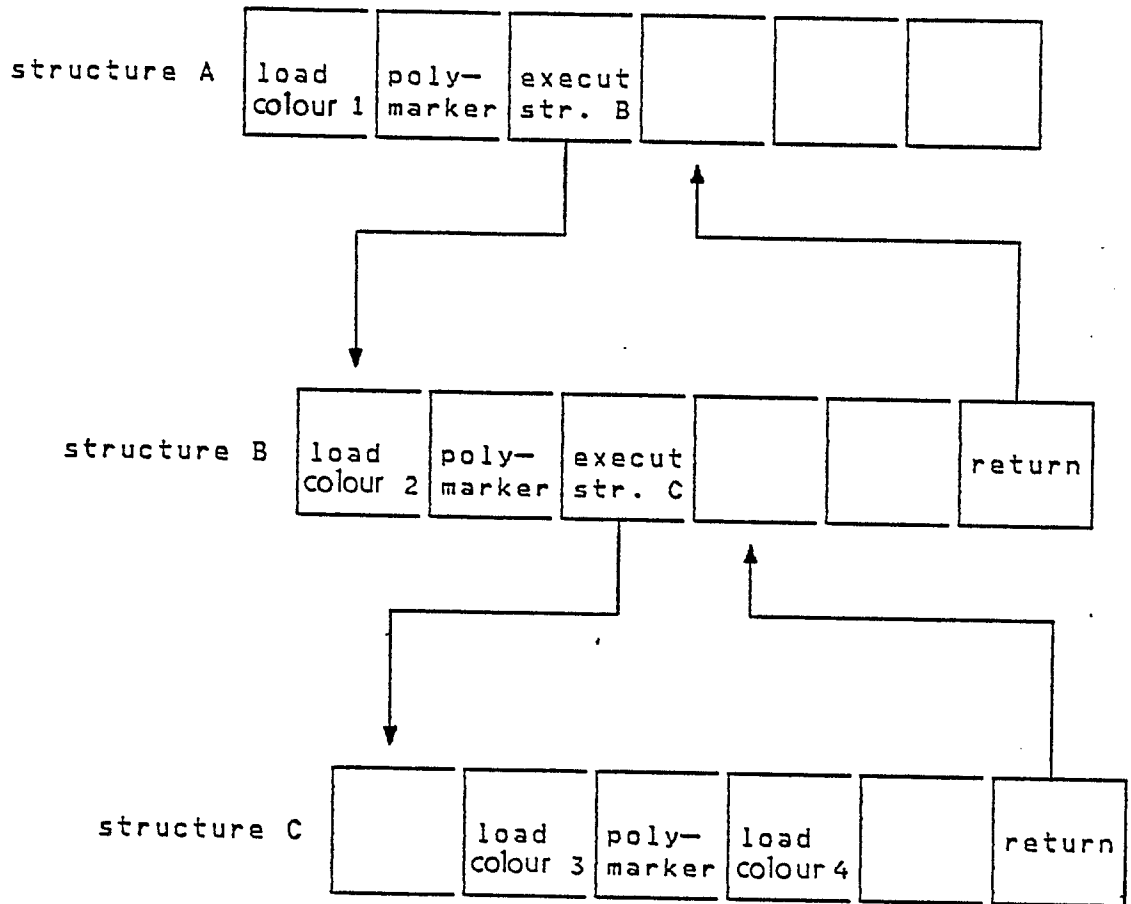 structure A
load
colour 1
poly-
marker
execut
str. B
structure B
load
colour 2
poly-
marker
execut
str. C
return
structure C
load
colour 3
poly-
marker
load
colour 4
return